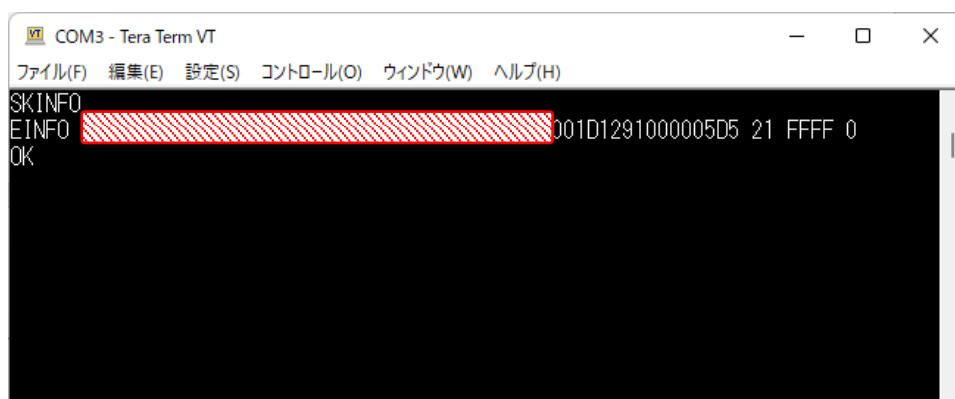 COM3 - Tera Term VT
ファイル(F) 編集(E) 設定(S) コントロール(O) ウィンドウ(W) ヘルプ(H)
SKINFO
EINFO 001D1291000005D5 21 FFFF 0
OK